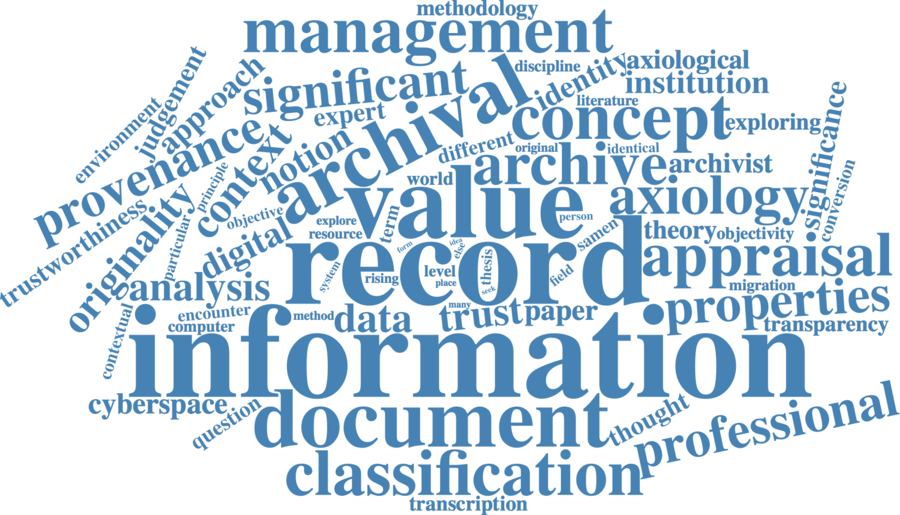 methodology
management
discipline
identity
axiological
institution
judgement
approach
significant
expert
literature
environment
archival
concept
exploring
significance
provenance
context
notion
different
original
identical
archive
archivist
principle
world
value
axiology
conversion
trustworthiness
originality
particular
objective
explore
resource
term
person
samen
theory
objectivity
digital
record
form
idea
else
system
rising
level
place
thesis
seek
field
appraisal
analysis
migration
properties
contextual
encounter
computer
method
data
many
trust
paper
transparency
information
cyberspace
question
document
thought
professional
classification
transcription